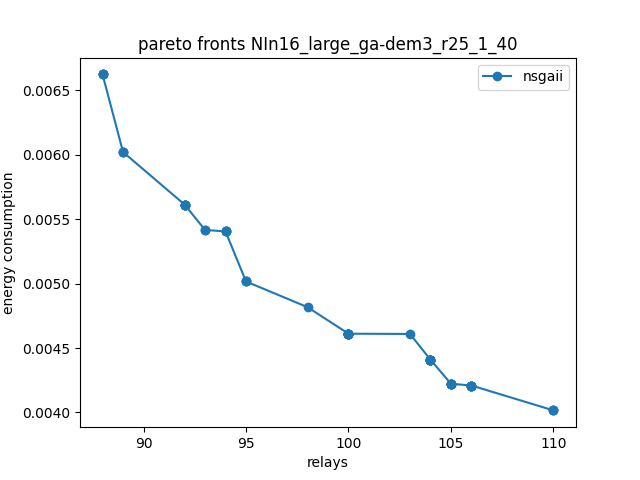 pareto fronts NIn16_large_ga-dem3_r25_1_40
nsgaii
0.0065
0.0060
0.0055
0.0050
0.0045
0.0040
energy consumption
90 95 100 105 110
relays